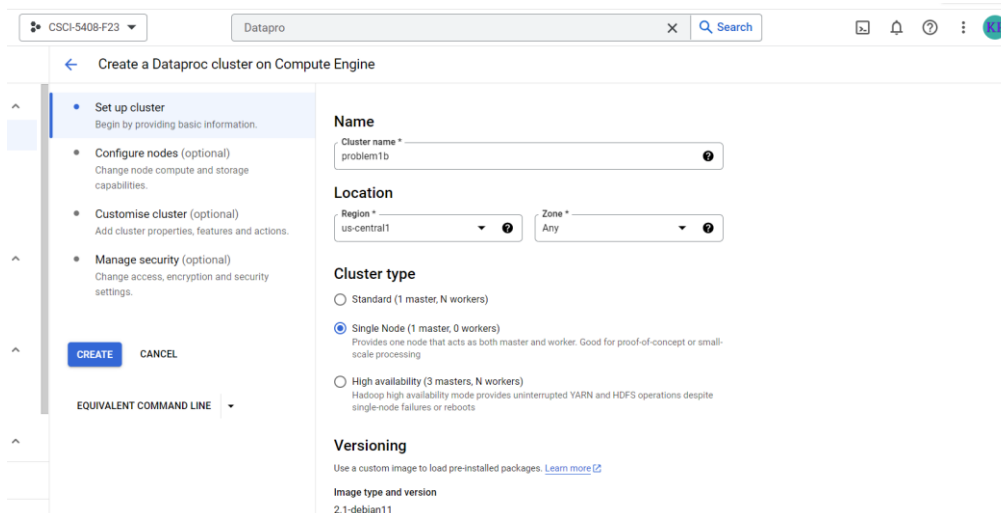 CSCI-5408-F23
Datapro
Search
Create a Dataproc cluster on Compute Engine
Set up cluster
Begin by providing basic information.
Configure nodes (optional)
Change node compute and storage
capabilities.
Customise cluster (optional)
Add cluster properties, features and actions.
Manage security (optional)
Change access, encryption and security
settings.
CREATE
CANCEL
EQUIVALENT COMMAND LINE
Name
Cluster name *
problem1b
Location
Region *
us-central1
Zone *
Any
Cluster type
Standard (1 master, N workers)
Single Node (1 master, 0 workers)
Provides one node that acts as both master and worker. Good for proof-of-concept or small-
scale processing
High availability (3 masters, N workers)
Hadoop high availability mode provides uninterrupted YARN and HDFS operations despite
single-node failures or reboots
Versioning
Use a custom image to load pre-installed packages. Learn more
Image type and version
2.1-debian11